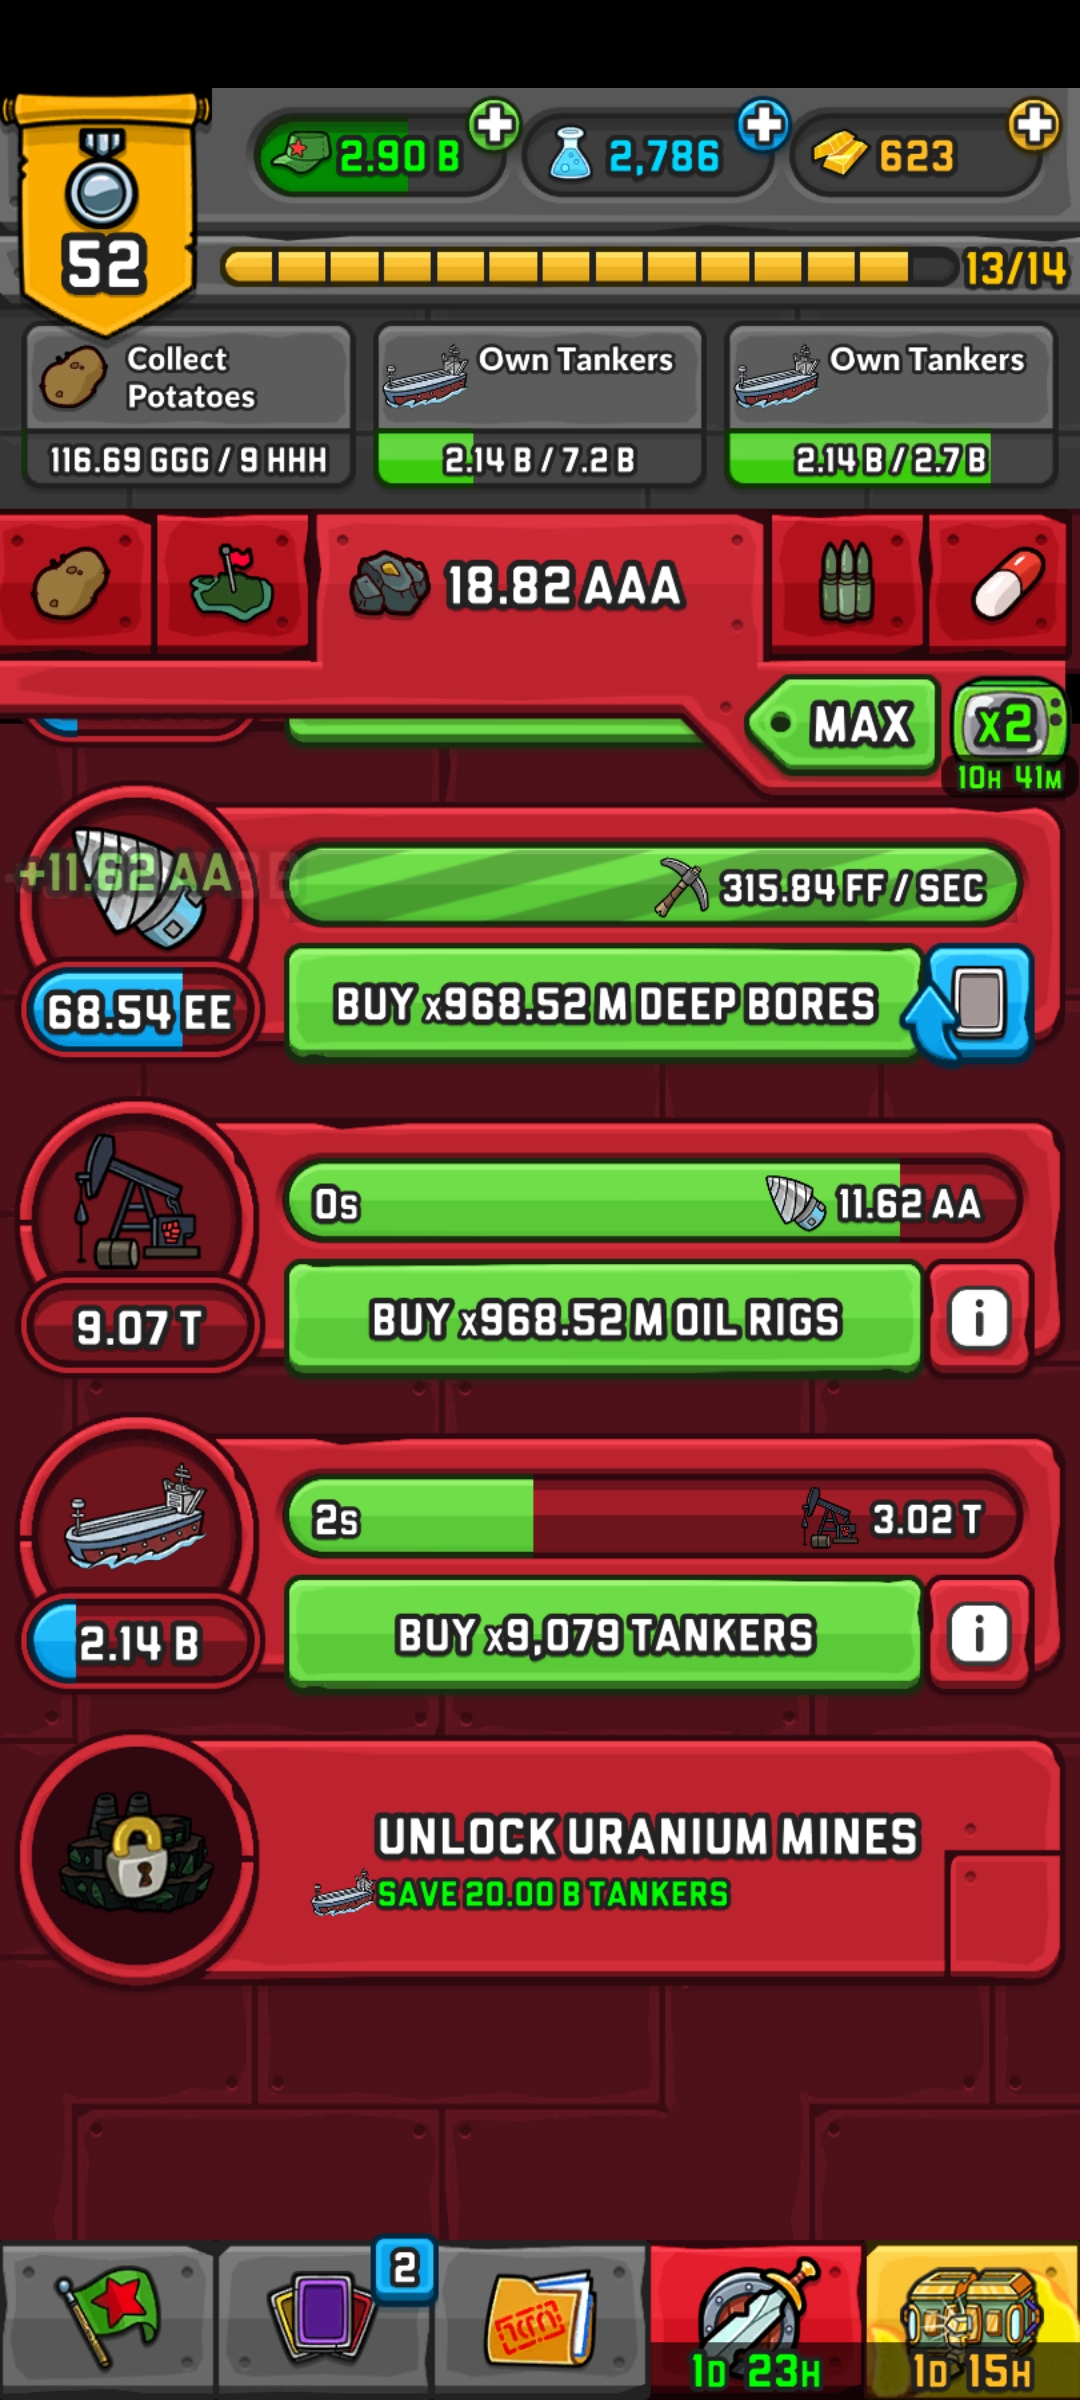 2.90 B
2,786
623
52
13/14
Collect
Potatoes
116.69 GGG / 9 HHH
Own Tankers
2.14 B / 7.2 B
Own Tankers
2.14 B / 2.7 B
18.82 AAA
MAX
x2
10H 41M
+11.62 AA
315.84 FF / SEC
68.54 EE
BUY x968.52 M DEEP BORES
0s
11.62 AA
9.07 T
BUY x968.52 M OIL RIGS
i
2s
3.02 T
2.14 B
BUY x9,079 TANKERS
i
UNLOCK URANIUM MINES
SAVE 20.00 B TANKERS
2
1D 23H
1D 15H